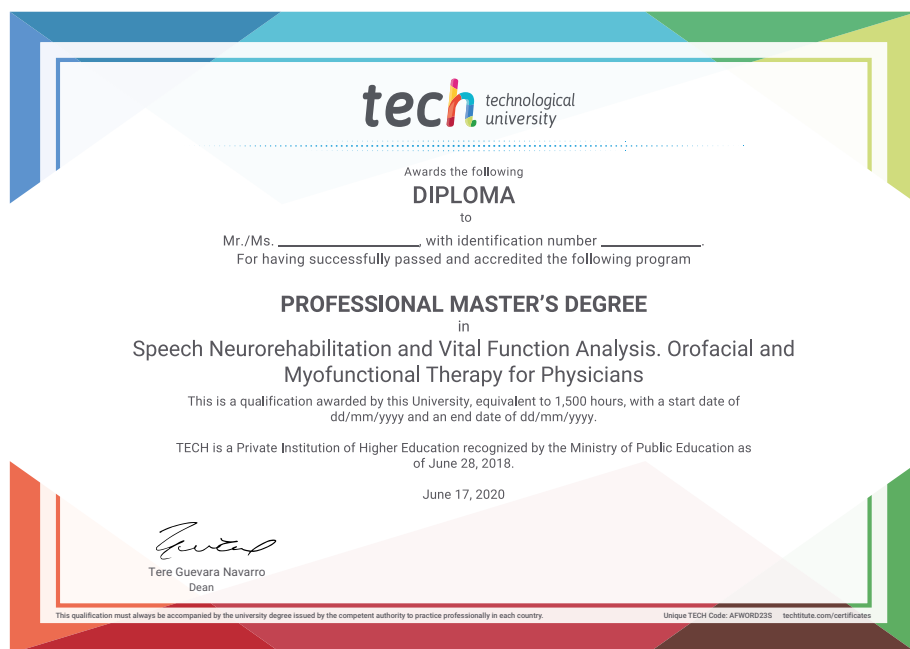 tech technological
university
Awards the following
DIPLOMA
to
Mr./Ms. ____________________, with identification number ______________.
For having successfully passed and accredited the following program
PROFESSIONAL MASTER'S DEGREE
in
Speech Neurorehabilitation and Vital Function Analysis. Orofacial and
Myofunctional Therapy for Physicians
This is a qualification awarded by this University, equivalent to 1,500 hours, with a start date of
dd/mm/yyyy and an end date of dd/mm/yyyy.
TECH is a Private Institution of Higher Education recognized by the Ministry of Public Education as
of June 28, 2018.
June 17, 2020
Tere Guevara Navarro
Dean
This qualification must always be accompanied by the university degree issued by the competent authority to practice professionally in each country. Unique TECH Code: AFWORD23S techtitute.com/certificates